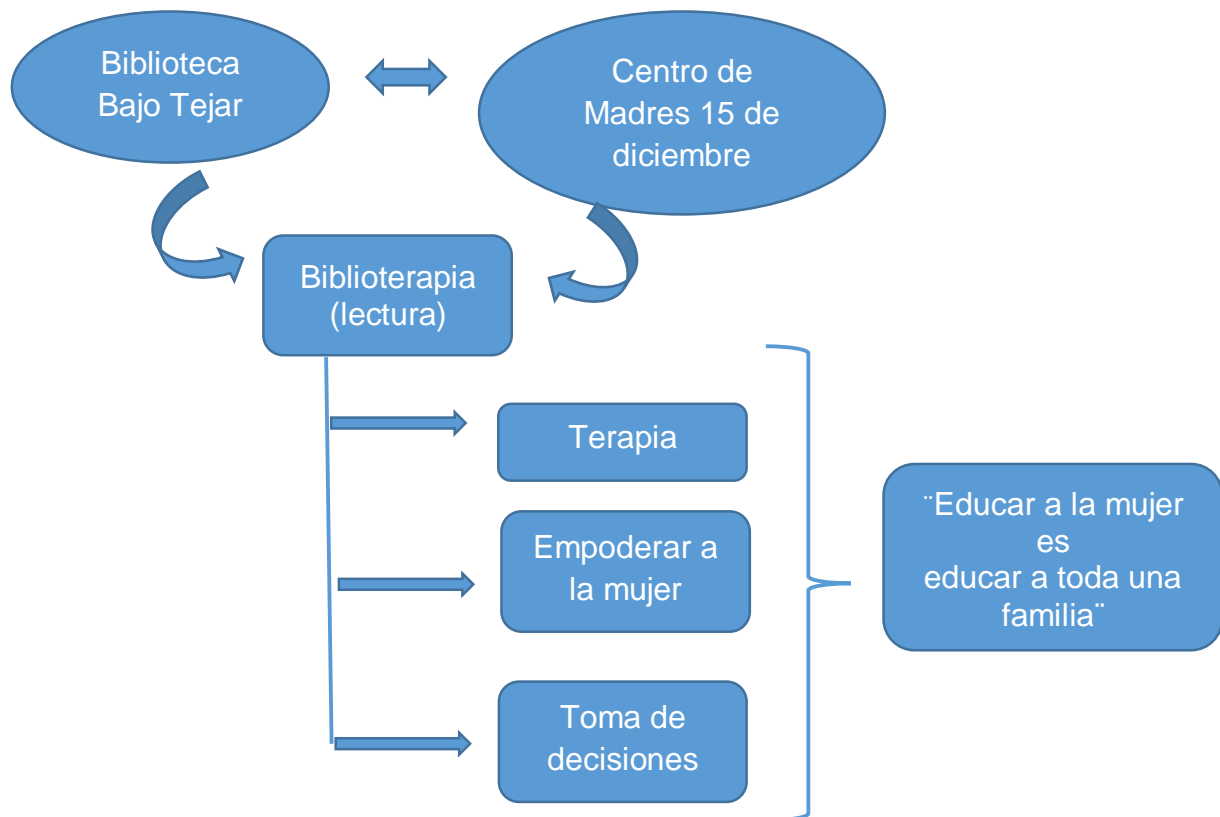 Biblioteca
Bajo Tejar
Centro de
Madres 15 de
diciembre
Biblioterapia
(lectura)
Terapia
Empoderar a
la mujer
Toma de
decisiones
¨Educar a la mujer
es
educar a toda una
familia¨